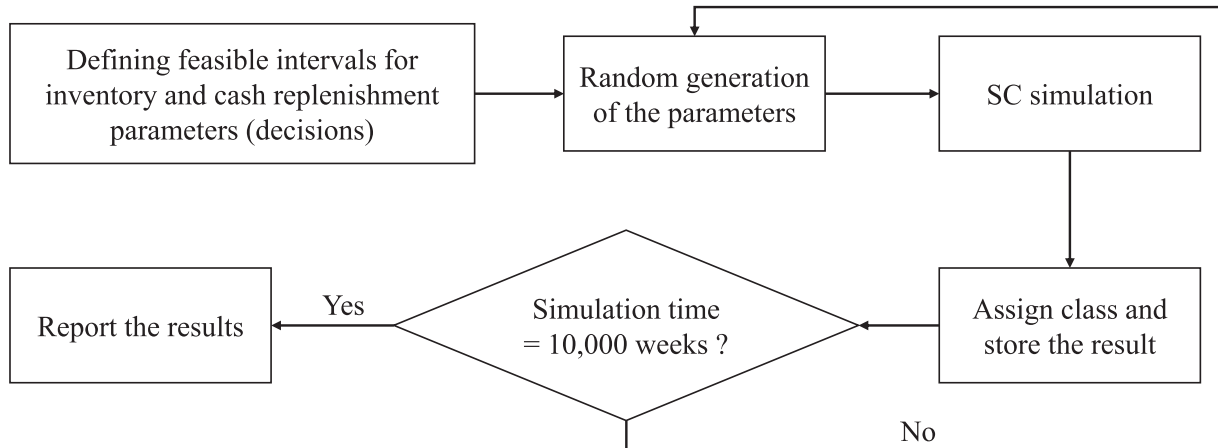 Defining feasible intervals for
inventory and cash replenishment
parameters (decisions)
Random generation
of the parameters
SC simulation
Report the results
Yes
Simulation time
= 10,000 weeks ?
Assign class and
store the result
No